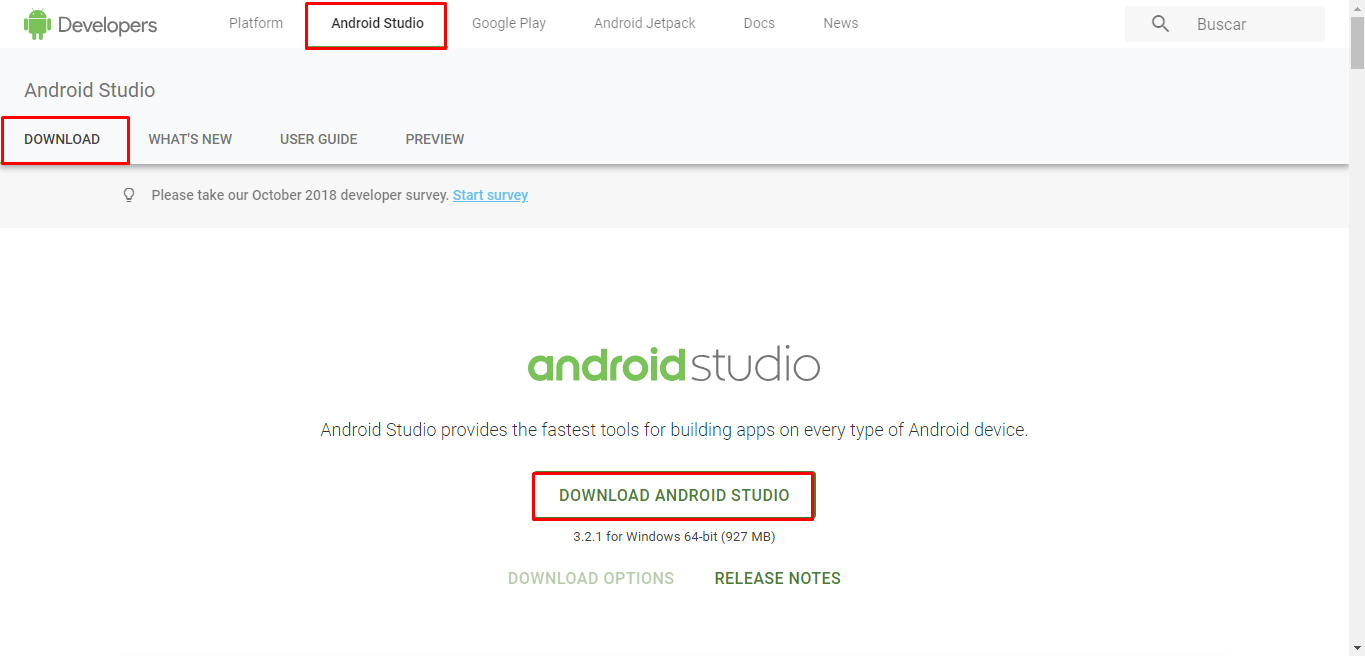 Developers Platform Android Studio Google Play Android Jetpack Docs News Buscar
Android Studio
DOWNLOAD WHAT'S NEW USER GUIDE PREVIEW
Please take our October 2018 developer survey. Start survey
androidstudio
Android Studio provides the fastest tools for building apps on every type of Android device.
DOWNLOAD ANDROID STUDIO
3.2.1 for Windows 64-bit (927 MB)
DOWNLOAD OPTIONS RELEASE NOTES